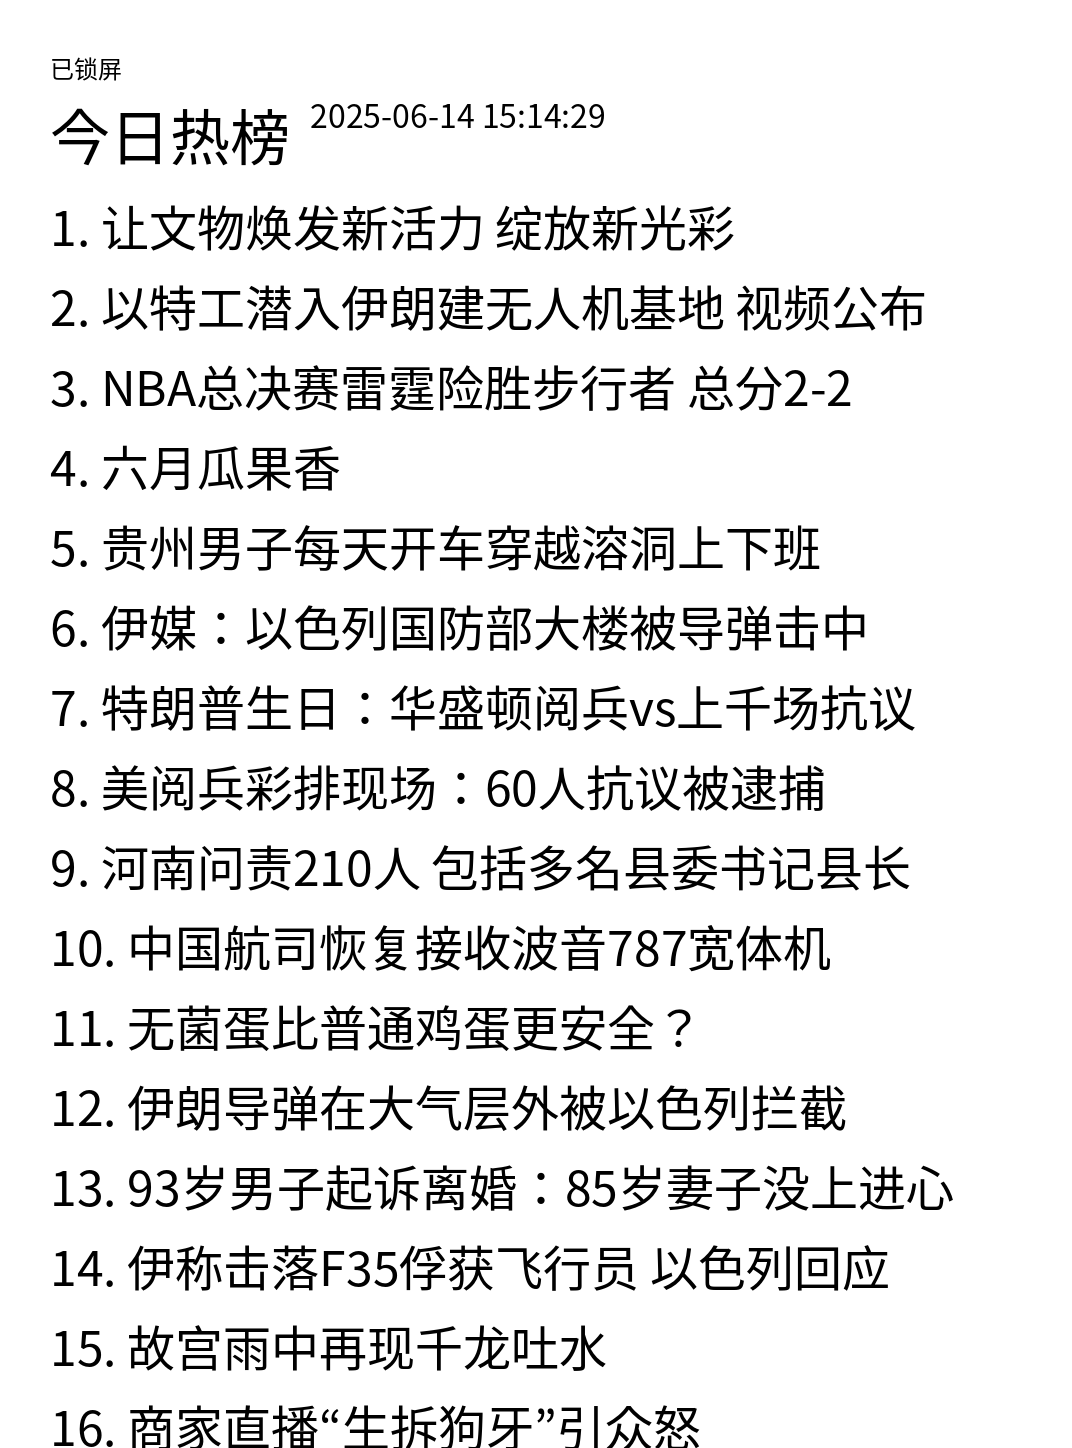 已锁屏
今日热榜 2025-06-14 15:14:29
1. 让文物焕发新活力 绽放新光彩
2. 以特工潜入伊朗建无人机基地 视频公布
3. NBA总决赛雷霆险胜步行者 总分2-2
4. 六月瓜果香
5. 贵州男子每天开车穿越溶洞上下班
6. 伊媒：以色列国防部大楼被导弹击中
7. 特朗普生日：华盛顿阅兵vs上千场抗议
8. 美阅兵彩排现场：60人抗议被逮捕
9. 河南问责210人 包括多名县委书记县长
10. 中国航司恢复接收波音787宽体机
11. 无菌蛋比普通鸡蛋更安全？
12. 伊朗导弹在大气层外被以色列拦截
13. 93岁男子起诉离婚：85岁妻子没上进心
14. 伊称击落F35俘获飞行员 以色列回应
15. 故宫雨中再现千龙吐水
16. 商家直播“生拆狗牙”引众怒